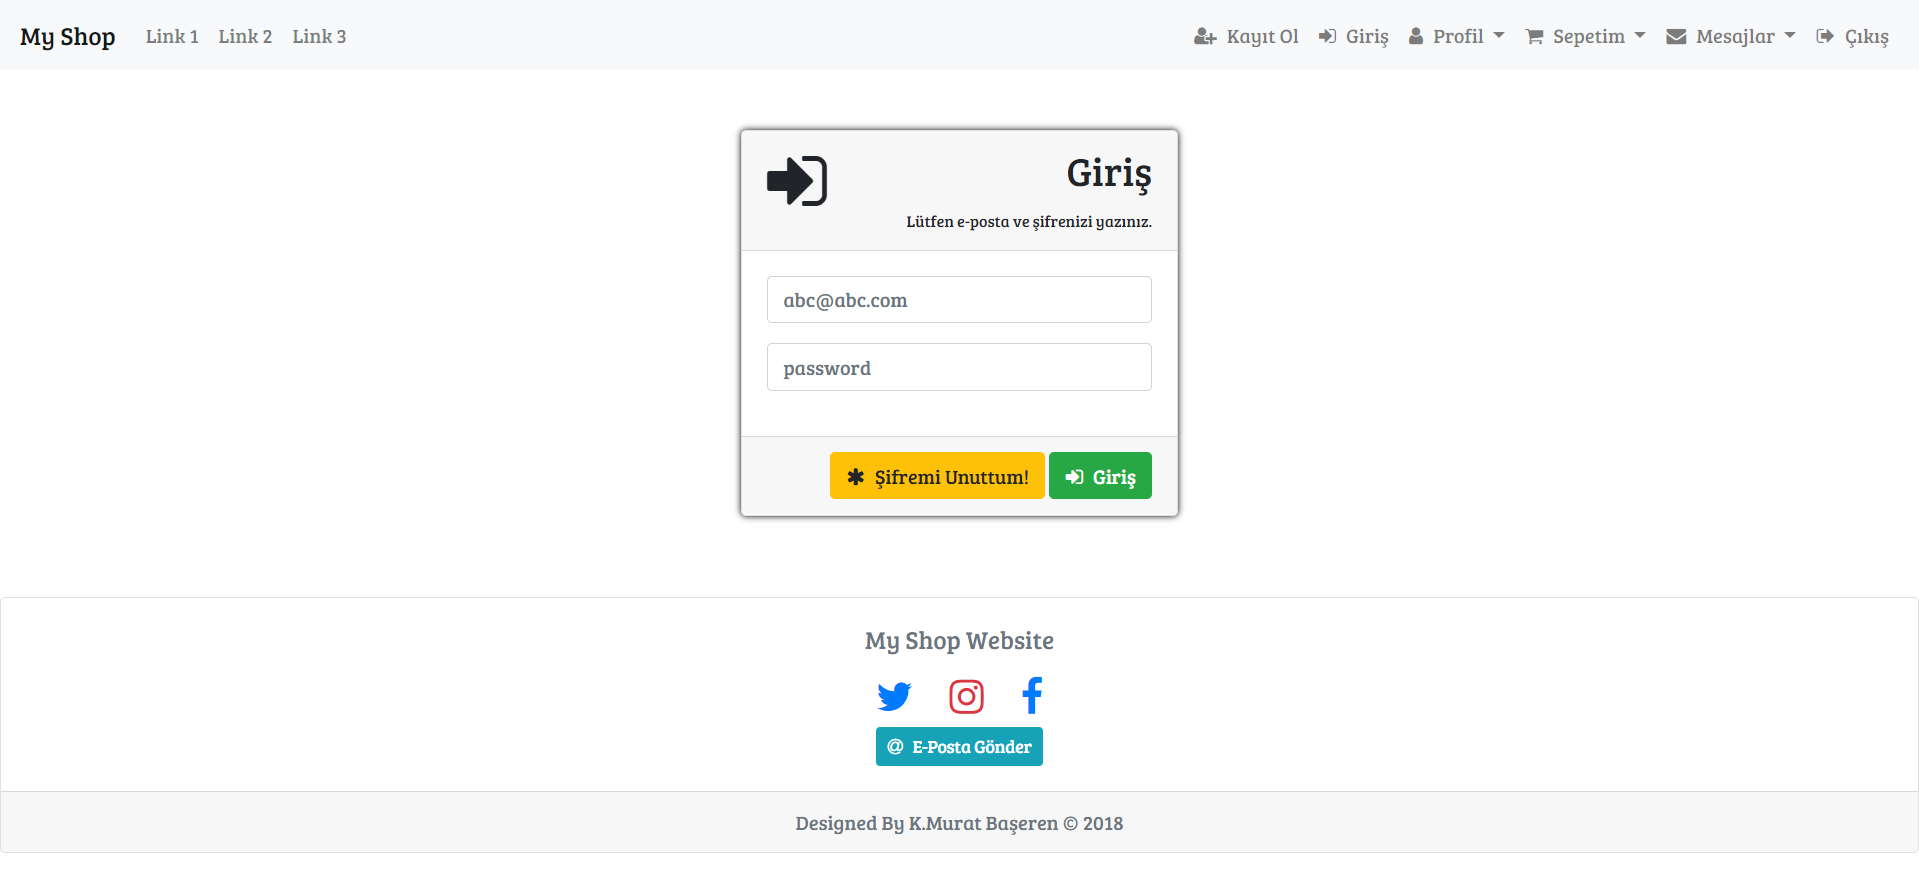 My Shop Link 1 Link 2 Link 3 Kayıt Ol Giriş Profil Sepetim Mesajlar Çıkış
Giriş
Lütfen e-posta ve şifrenizi yazınız.
abc@abc.com
password
Şifremi Unuttum! Giriş
My Shop Website
E-Posta Gönder
Designed By K.Murat Başeren © 2018